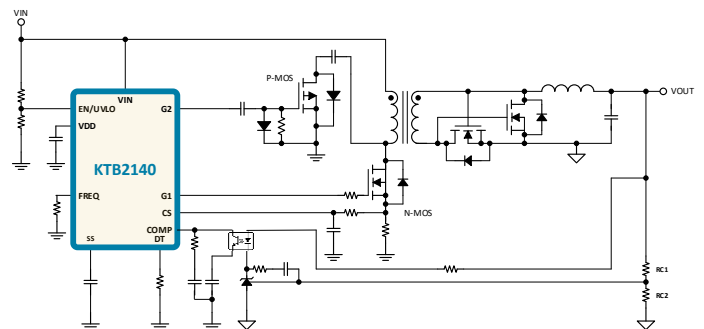 VIN
P-MOS
VIN
EN/UVLO
G2
VDD
VOUT
KTB2140
FREQ
G1
CS
N-MOS
COMP
SS
DT
RC1
RC2